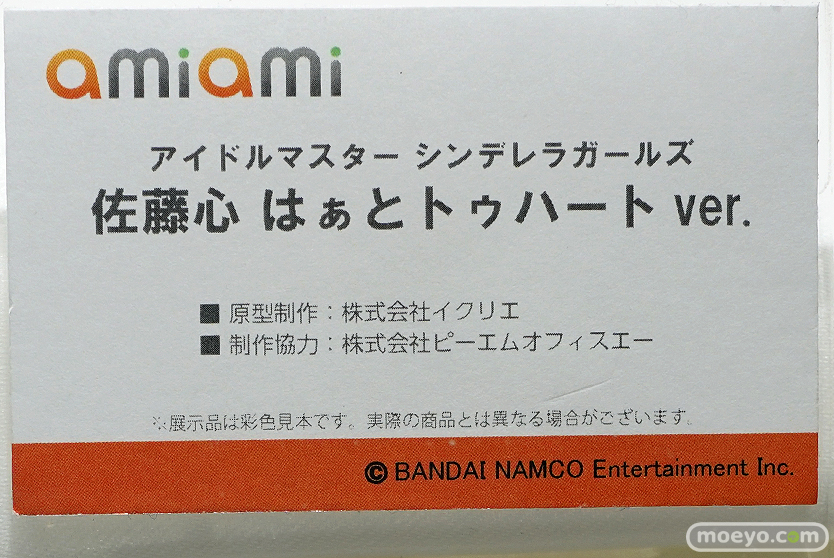 amiami
アイドルマスター シンデレラガールズ
佐藤心 はぁとトゥハート ver.
■ 原型制作：株式会社イクリエ
■ 制作協力：株式会社ピーエムオフィスエー
※展示品は彩色見本です。実際の商品とは異なる場合がございます。
© BANDAI NAMCO Entertainment Inc.
moeyo.com